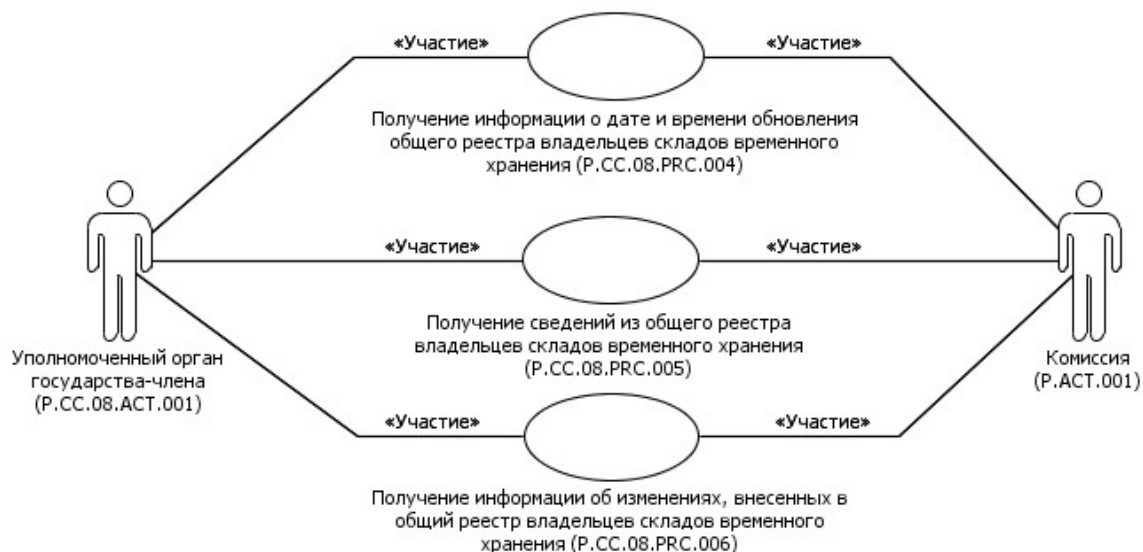 «Участие»
«Участие»
Получение информации о дате и времени обновления
общего реестра владельцев складов временного
хранения (P.CC.08.PRC.004)
«Участие»
«Участие»
Получение сведений из общего реестра
владельцев складов временного хранения
(P.CC.08.PRC.005)
Уполномоченный орган
государства-члена
(P.CC.08.ACT.001)
Комиссия
(P.ACT.001)
«Участие»
«Участие»
Получение информации об изменениях, внесенных в
общий реестр владельцев складов временного
хранения (P.CC.08.PRC.006)